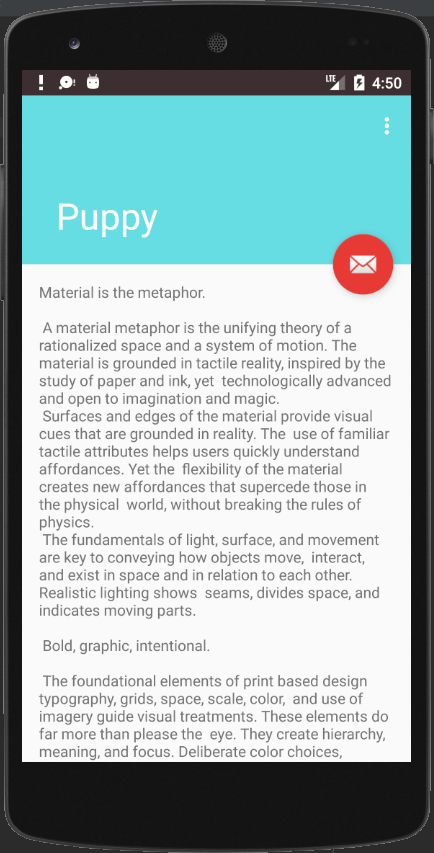 LTE 4:50
Puppy
Material is the metaphor.
A material metaphor is the unifying theory of a
rationalized space and a system of motion. The
material is grounded in tactile reality, inspired by the
study of paper and ink, yet  technologically advanced
and open to imagination and magic.
Surfaces and edges of the material provide visual
cues that are grounded in reality. The  use of familiar
tactile attributes helps users quickly understand
affordances. Yet the  flexibility of the material
creates new affordances that supercede those in
the physical  world, without breaking the rules of
physics.
The fundamentals of light, surface, and movement
are key to conveying how objects move,  interact,
and exist in space and in relation to each other.
Realistic lighting shows  seams, divides space, and
indicates moving parts.
Bold, graphic, intentional.
The foundational elements of print based design
typography, grids, space, scale, color,  and use of
imagery guide visual treatments. These elements do
far more than please the  eye. They create hierarchy,
meaning, and focus. Deliberate color choices,